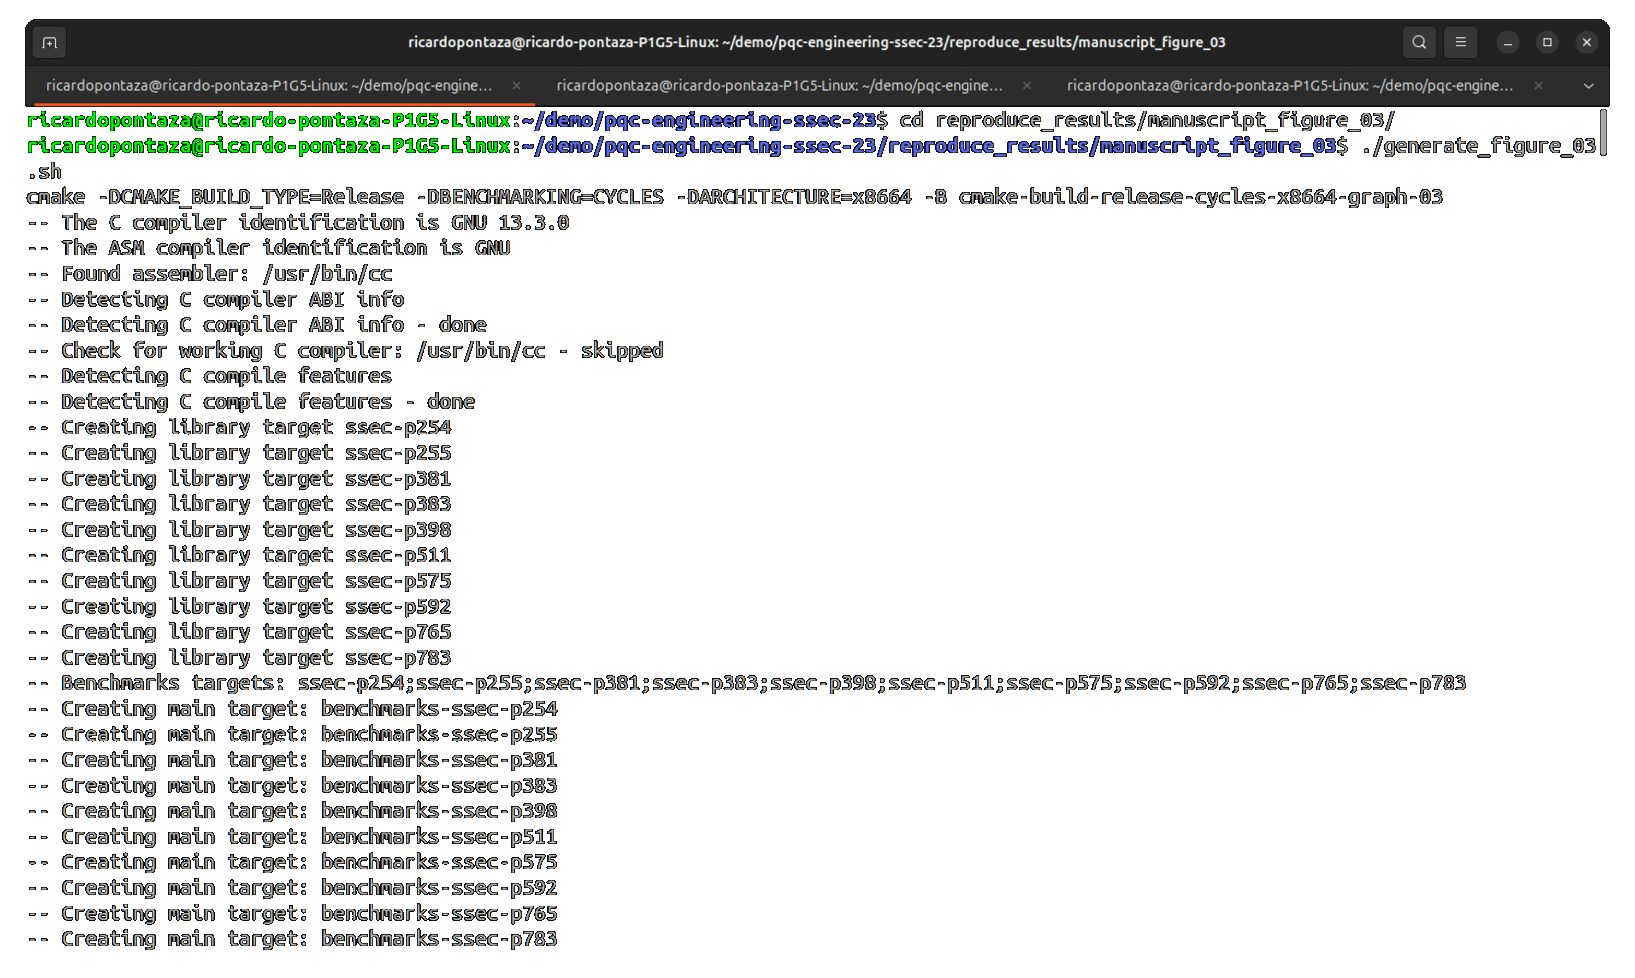 ricardopontaza@ricardo-pontaza-P1G5-Linux: ~/demo/pqc-engineering-ssec-23/reproduce_results/manuscript_figure_03
ricardopontaza@ricardo-pontaza-P1G5-Linux: ~/demo/pqc-engine... × ricardopontaza@ricardo-pontaza-P1G5-Linux: ~/demo/pqc-engine... × ricardopontaza@ricardo-pontaza-P1G5-Linux: ~/demo/pqc-engine... ×
ricardopontaza@ricardo-pontaza-P1G5-Linux:~/demo/pqc-engineering-ssec-23$ cd reproduce_results/manuscript_figure_03/
ricardopontaza@ricardo-pontaza-P1G5-Linux:~/demo/pqc-engineering-ssec-23/reproduce_results/manuscript_figure_03$ ./generate_figure_03
.sh
cmake -DCMAKE_BUILD_TYPE=Release -DBENCHMARKING=CYCLES -DARCHITECTURE=x8664 -B cmake-build-release-cycles-x8664-graph-03
-- The C compiler identification is GNU 13.3.0
-- The ASM compiler identification is GNU
-- Found assembler: /usr/bin/cc
-- Detecting C compiler ABI info
-- Detecting C compiler ABI info - done
-- Check for working C compiler: /usr/bin/cc - skipped
-- Detecting C compile features
-- Detecting C compile features - done
-- Creating library target ssec-p254
-- Creating library target ssec-p255
-- Creating library target ssec-p381
-- Creating library target ssec-p383
-- Creating library target ssec-p398
-- Creating library target ssec-p511
-- Creating library target ssec-p575
-- Creating library target ssec-p592
-- Creating library target ssec-p765
-- Creating library target ssec-p783
-- Benchmarks targets: ssec-p254;ssec-p255;ssec-p381;ssec-p383;ssec-p398;ssec-p511;ssec-p575;ssec-p592;ssec-p765;ssec-p783
-- Creating main target: benchmarks-ssec-p254
-- Creating main target: benchmarks-ssec-p255
-- Creating main target: benchmarks-ssec-p381
-- Creating main target: benchmarks-ssec-p383
-- Creating main target: benchmarks-ssec-p398
-- Creating main target: benchmarks-ssec-p511
-- Creating main target: benchmarks-ssec-p575
-- Creating main target: benchmarks-ssec-p592
-- Creating main target: benchmarks-ssec-p765
-- Creating main target: benchmarks-ssec-p783